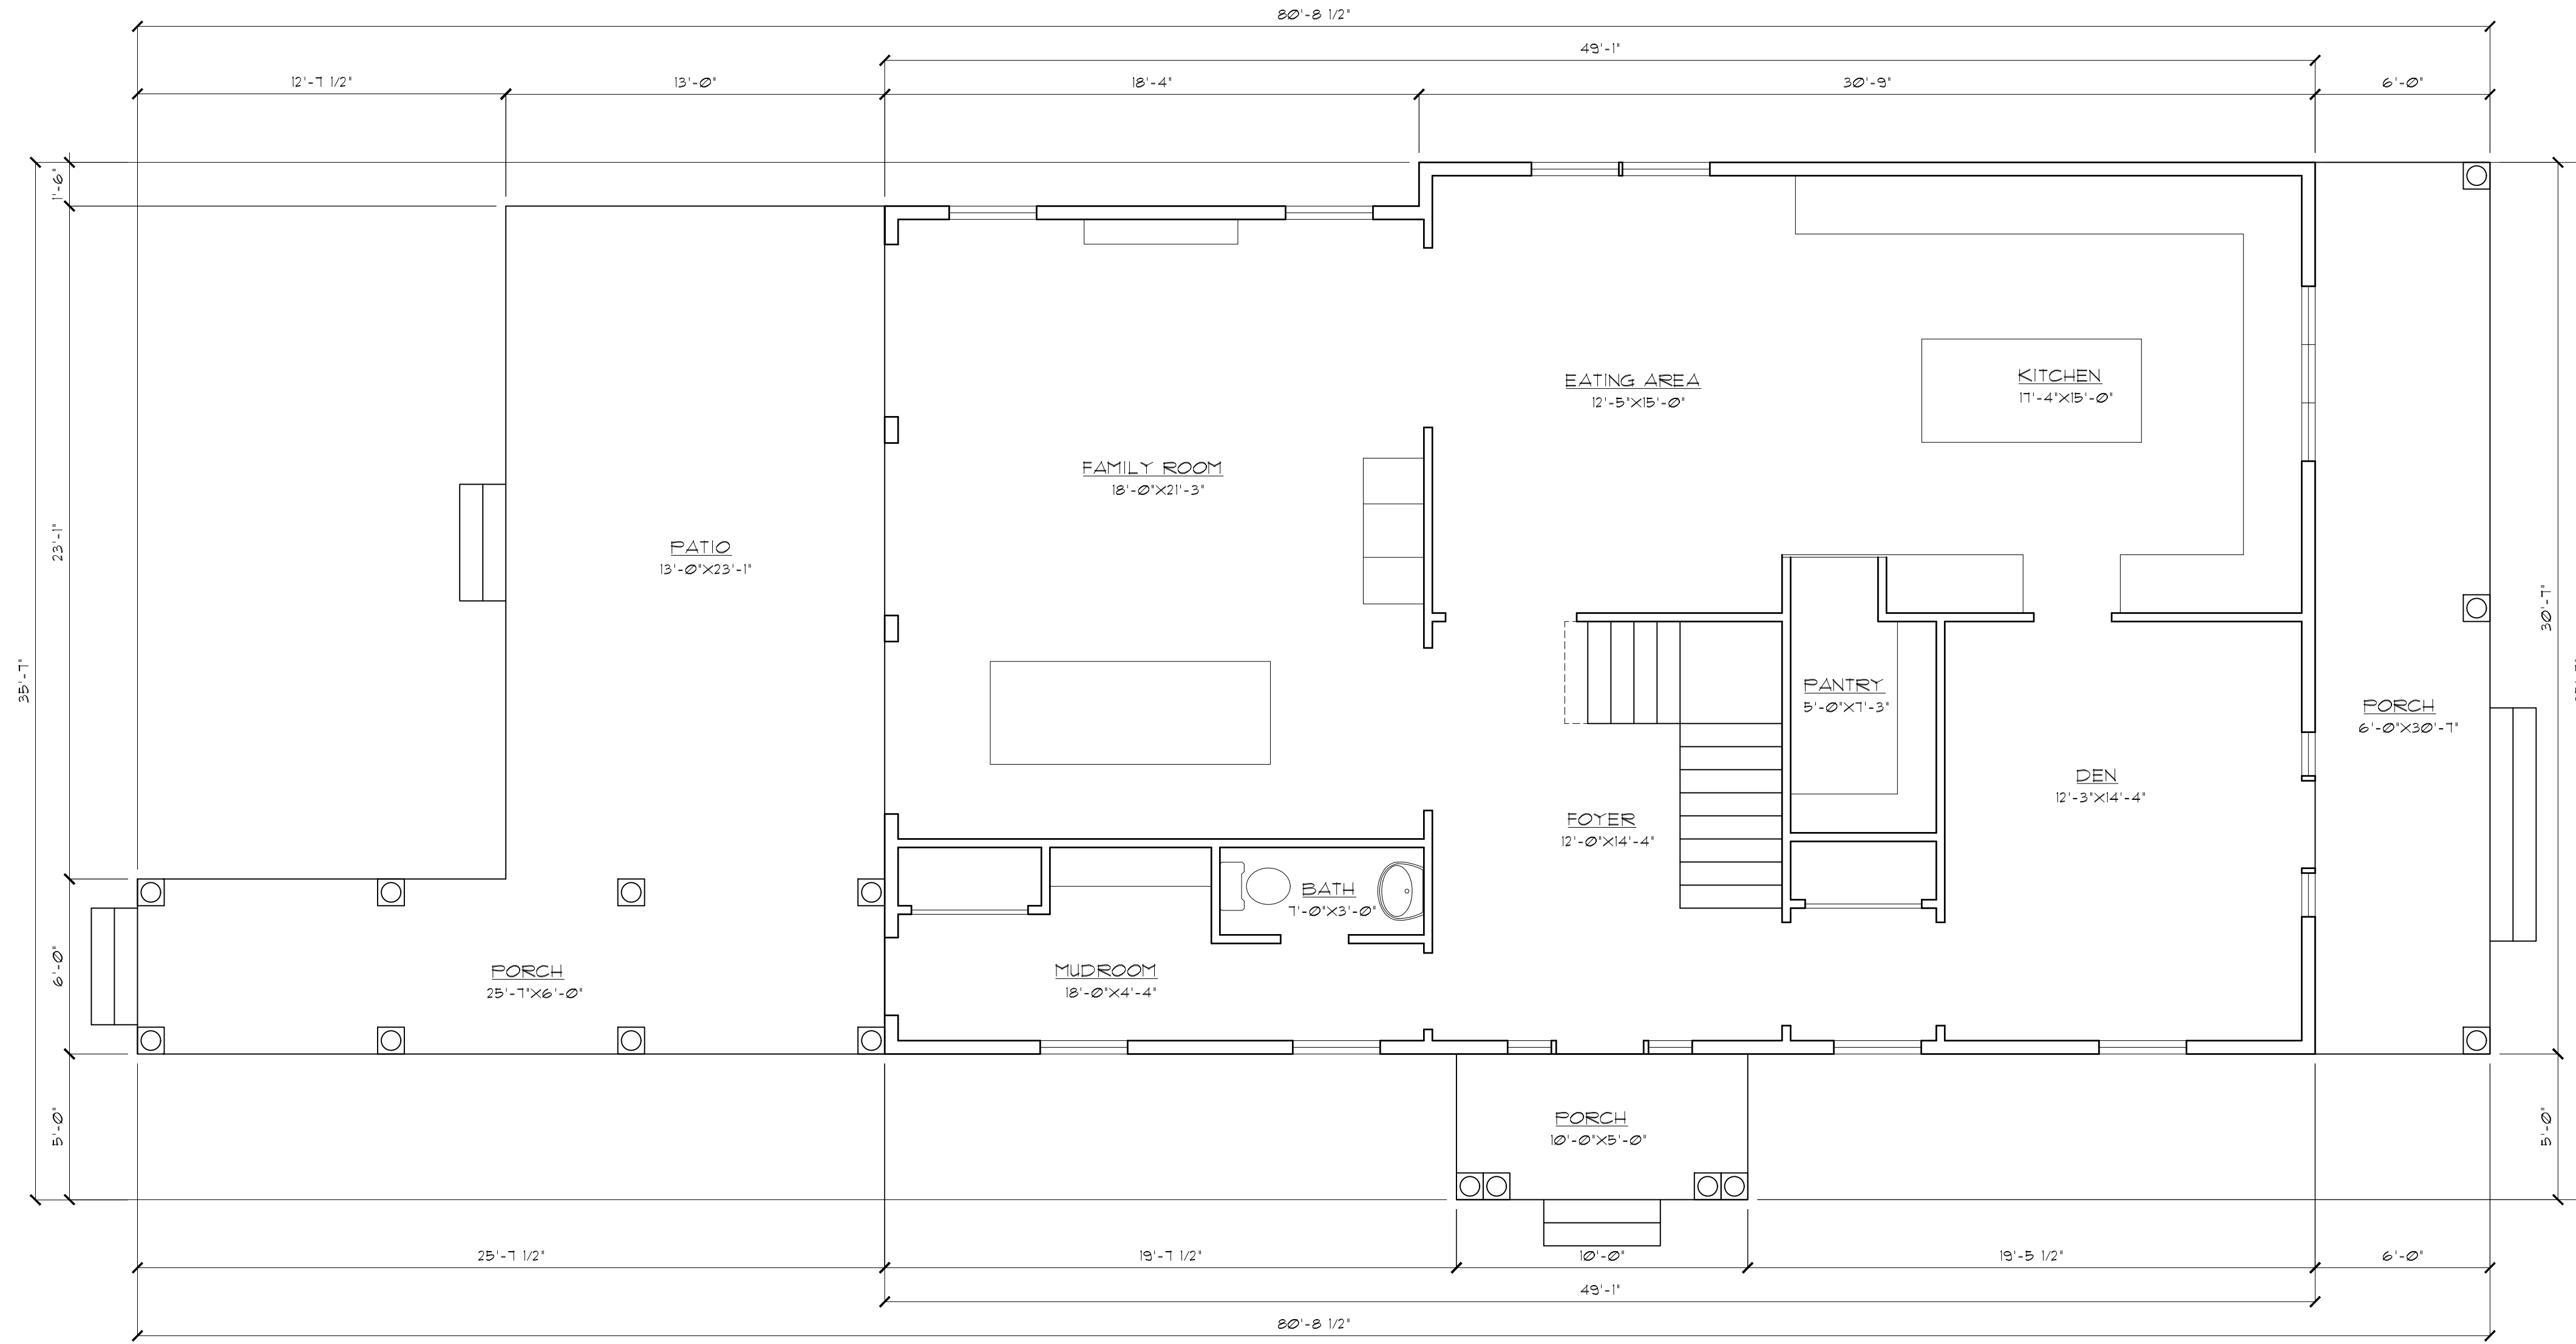 80'-8 1/2"
49'-1"
12'-7 1/2" 13'-0" 18'-4" 30'-9" 6'-0"
1'-6"
23'-1"
35'-7"
6'-0"
5'-0"
EATING AREA
12'-5"X15'-0"
KITCHEN
17'-4"X15'-0"
FAMILY ROOM
18'-0"X21'-3"
PATIO
13'-0"X23'-1"
PANTRY
5'-0"X7'-3"
PORCH
6'-0"X30'-7"
30'-7"
DEN
12'-3"X14'-4"
FOYER
12'-0"X14'-4"
BATH
7'-0"X3'-0"
MUDROOM
18'-0"X4'-4"
PORCH
25'-7"X6'-0"
PORCH
10'-0"X5'-0"
5'-0"
25'-7 1/2" 19'-7 1/2" 10'-0" 19'-5 1/2" 6'-0"
49'-1"
80'-8 1/2"